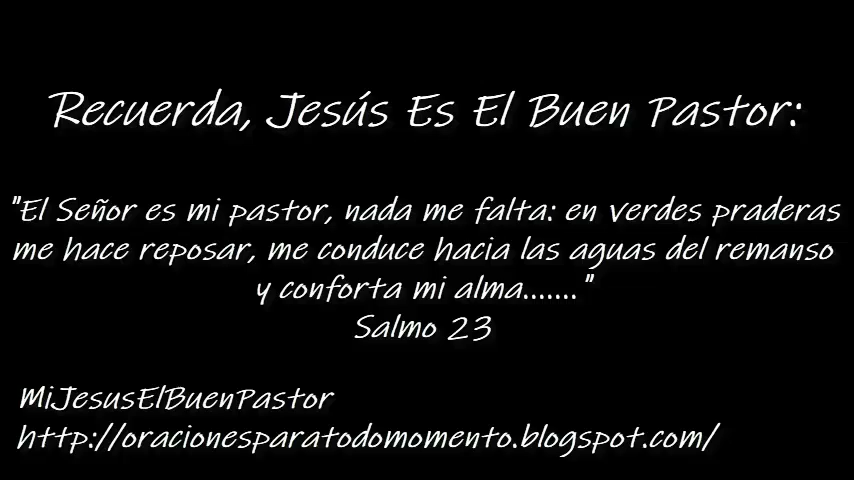 Recuerda, Jesús Es El Buen Pastor:
"El Señor es mi pastor, nada me falta: en verdes praderas
me hace reposar, me conduce hacia las aguas del remanso
y conforta mi alma......."
Salmo 23
MiJesusElBuenPastor
http://oracionesparatodomomento.blogspot.com/